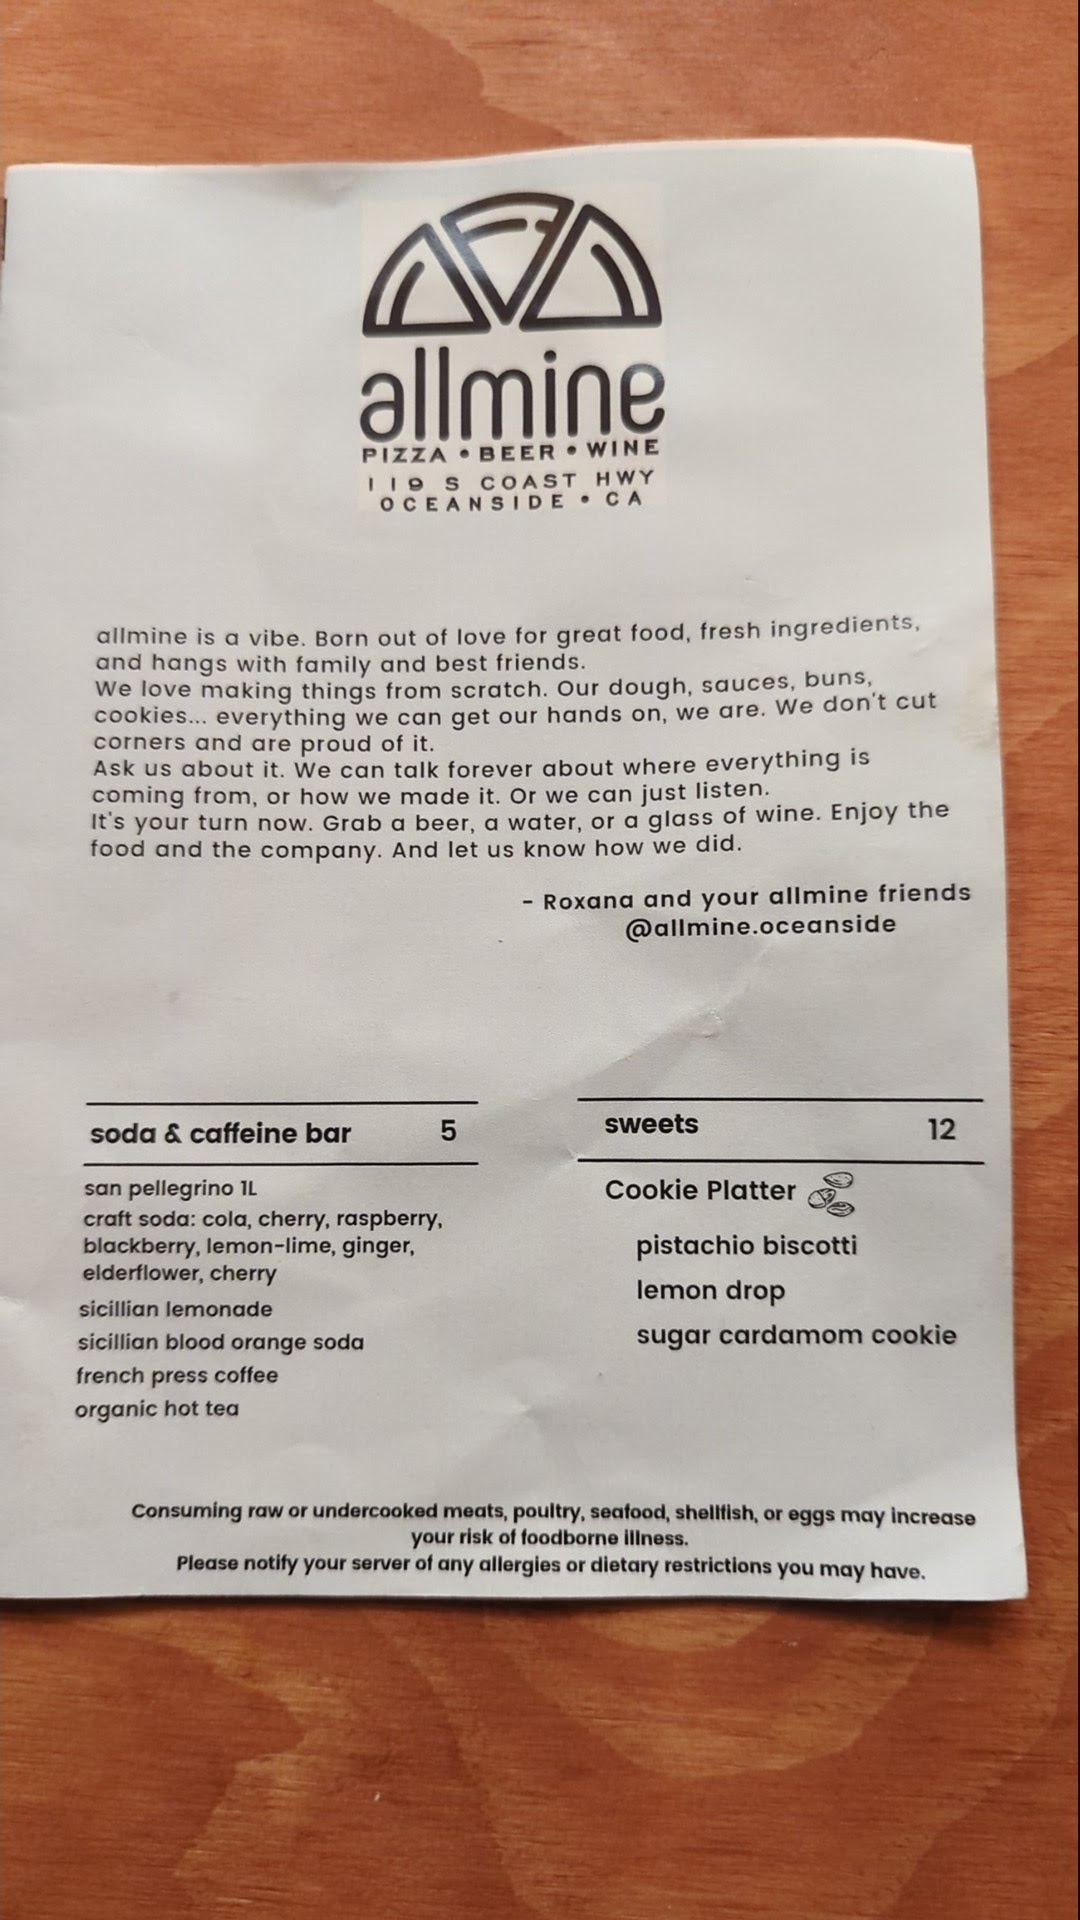 allmine
PIZZA • BEER • WINE
119 S COAST HWY
OCEANSIDE • CA
allmine is a vibe. Born out of love for great food, fresh ingredients,
and hangs with family and best friends.
We love making things from scratch. Our dough, sauces, buns,
cookies... everything we can get our hands on, we are. We don't cut
corners and are proud of it.
Ask us about it. We can talk forever about where everything is
coming from, or how we made it. Or we can just listen.
It's your turn now. Grab a beer, a water, or a glass of wine. Enjoy the
food and the company. And let us know how we did.
- Roxana and your allmine friends
@allmine.oceanside
soda & caffeine bar 5
san pellegrino 1L
craft soda: cola, cherry, raspberry,
blackberry, lemon-lime, ginger,
elderflower, cherry
sicillian lemonade
sicillian blood orange soda
french press coffee
organic hot tea
sweets 12
Cookie Platter
pistachio biscotti
lemon drop
sugar cardamom cookie
Consuming raw or undercooked meats, poultry, seafood, shellfish, or eggs may increase
your risk of foodborne illness.
Please notify your server of any allergies or dietary restrictions you may have.